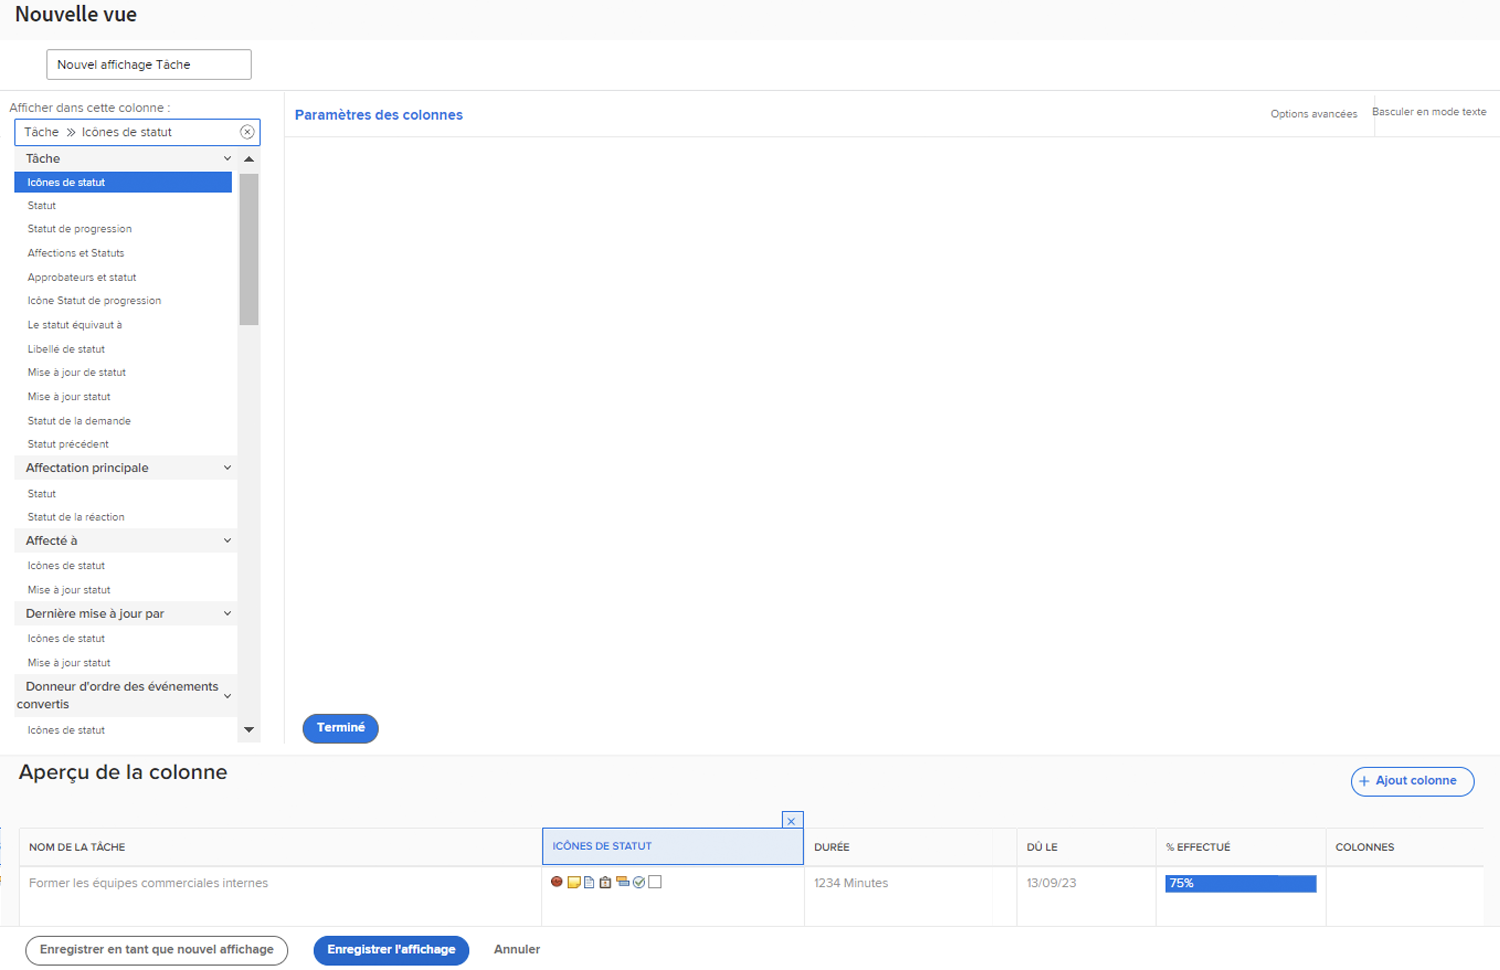 Nouvelle vue
Nouvel affichage Tâche
Afficher dans cette colonne :
Tâche » Icônes de statut
Paramètres des colonnes
Options avancées
Basculer en mode texte
Tâche
Icônes de statut
Statut
Statut de progression
Affections et Statuts
Approbateurs et statut
Icône Statut de progression
Le statut équivaut à
Libellé de statut
Mise à jour de statut
Mise à jour statut
Statut de la demande
Statut précédent
Affectation principale
Statut
Statut de la réaction
Affecté à
Icônes de statut
Mise à jour statut
Dernière mise à jour par
Icônes de statut
Mise à jour statut
Donneur d'ordre des événements
convertis
Icônes de statut
Terminé
Aperçu de la colonne
+ Ajout colonne
NOM DE LA TÂCHE ICÔNES DE STATUT DURÉE DÛ LE % EFFECTUÉ COLONNES
Former les équipes commerciales internes 1234 Minutes 13/09/23 75%
Enregistrer en tant que nouvel affichage Enregistrer l'affichage Annuler